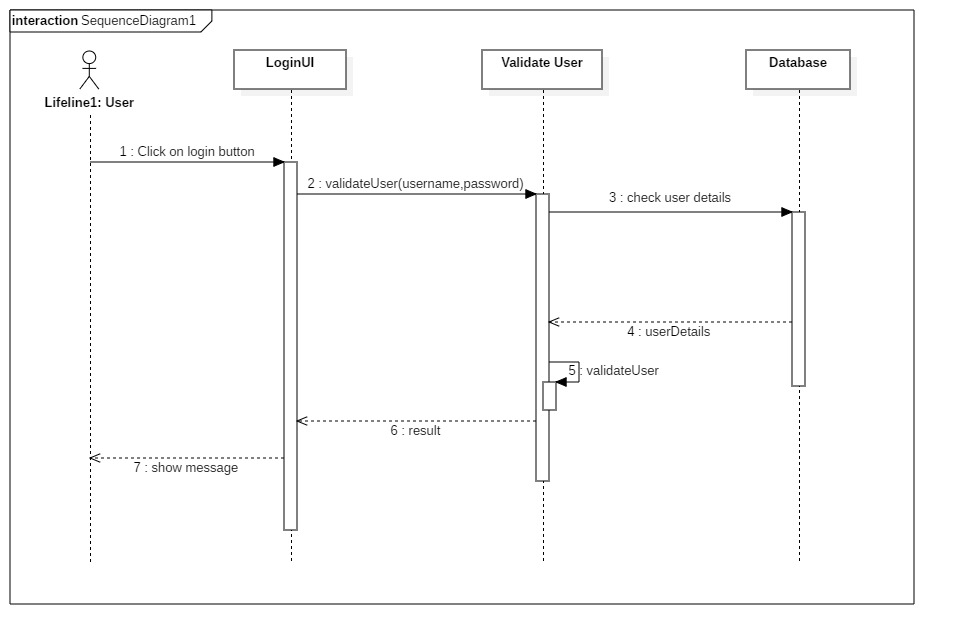 interaction SequenceDiagram1
LoginUI
Validate User
Database
Lifeline1: User
1 : Click on login button
2 : validateUser(username,password)
3 : check user details
4 : userDetails
5 : validateUser
6 : result
7 : show message